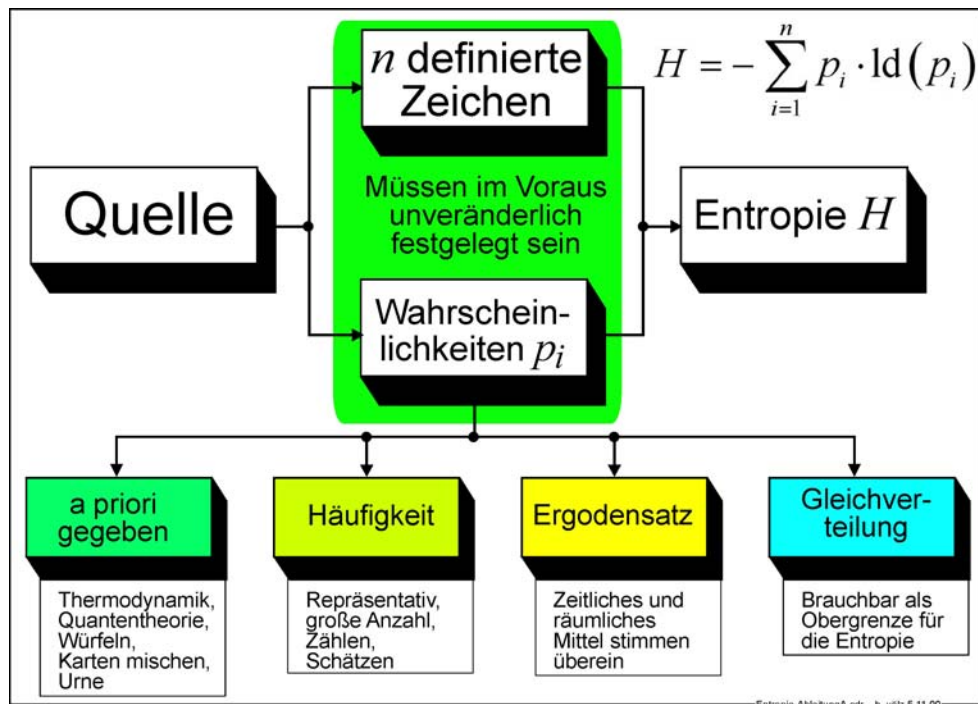 n definierte
Zeichen
H = − ∑ᵢ₌₁ⁿ pᵢ · ld (pᵢ)
Quelle
Müssen im Voraus
unveränderlich
festgelegt sein
Entropie H
Wahrschein-
lichkeiten pᵢ
a priori
gegeben
Häufigkeit
Ergodensatz
Gleichver-
teilung
Thermodynamik,
Quantentheorie,
Würfeln,
Karten mischen,
Urne
Repräsentativ,
große Anzahl,
Zählen,
Schätzen
Zeitliches und
räumliches
Mittel stimmen
überein
Brauchbar als
Obergrenze für
die Entropie